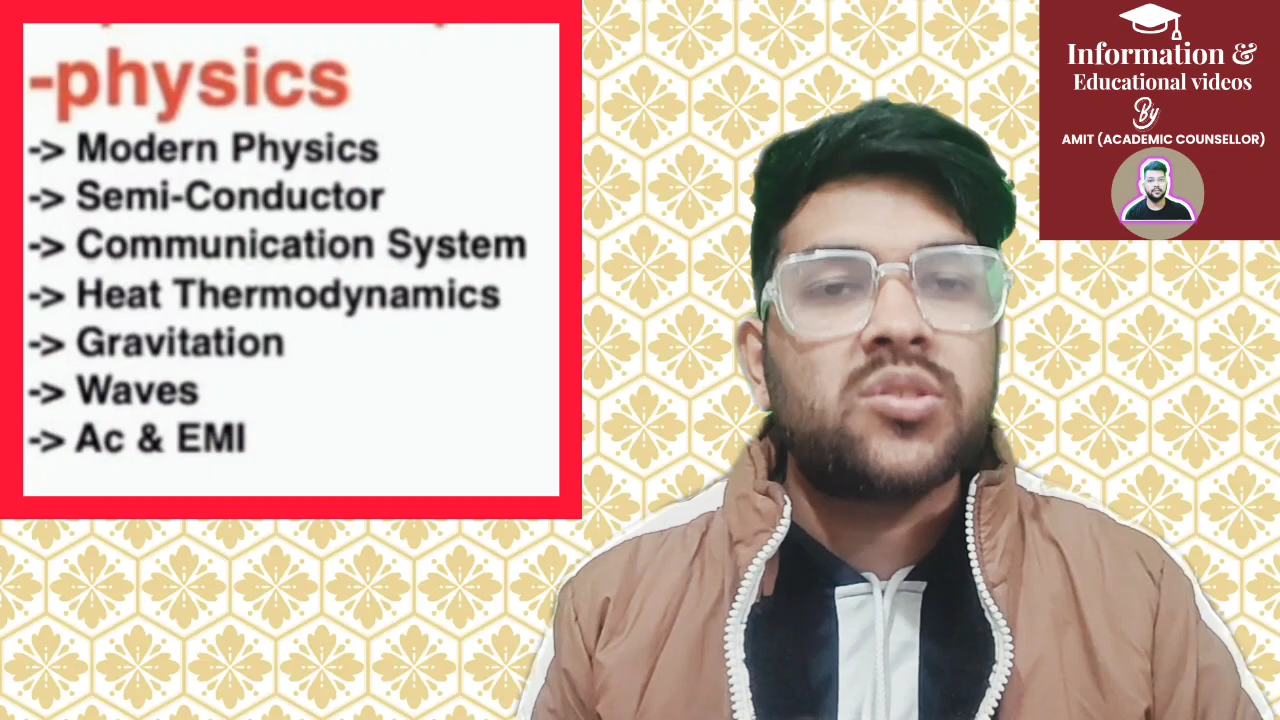 -physics
-> Modern Physics
-> Semi-Conductor
-> Communication System
-> Heat Thermodynamics
-> Gravitation
-> Waves
-> Ac & EMI
Information &
Educational videos
By
AMIT (ACADEMIC COUNSELLOR)